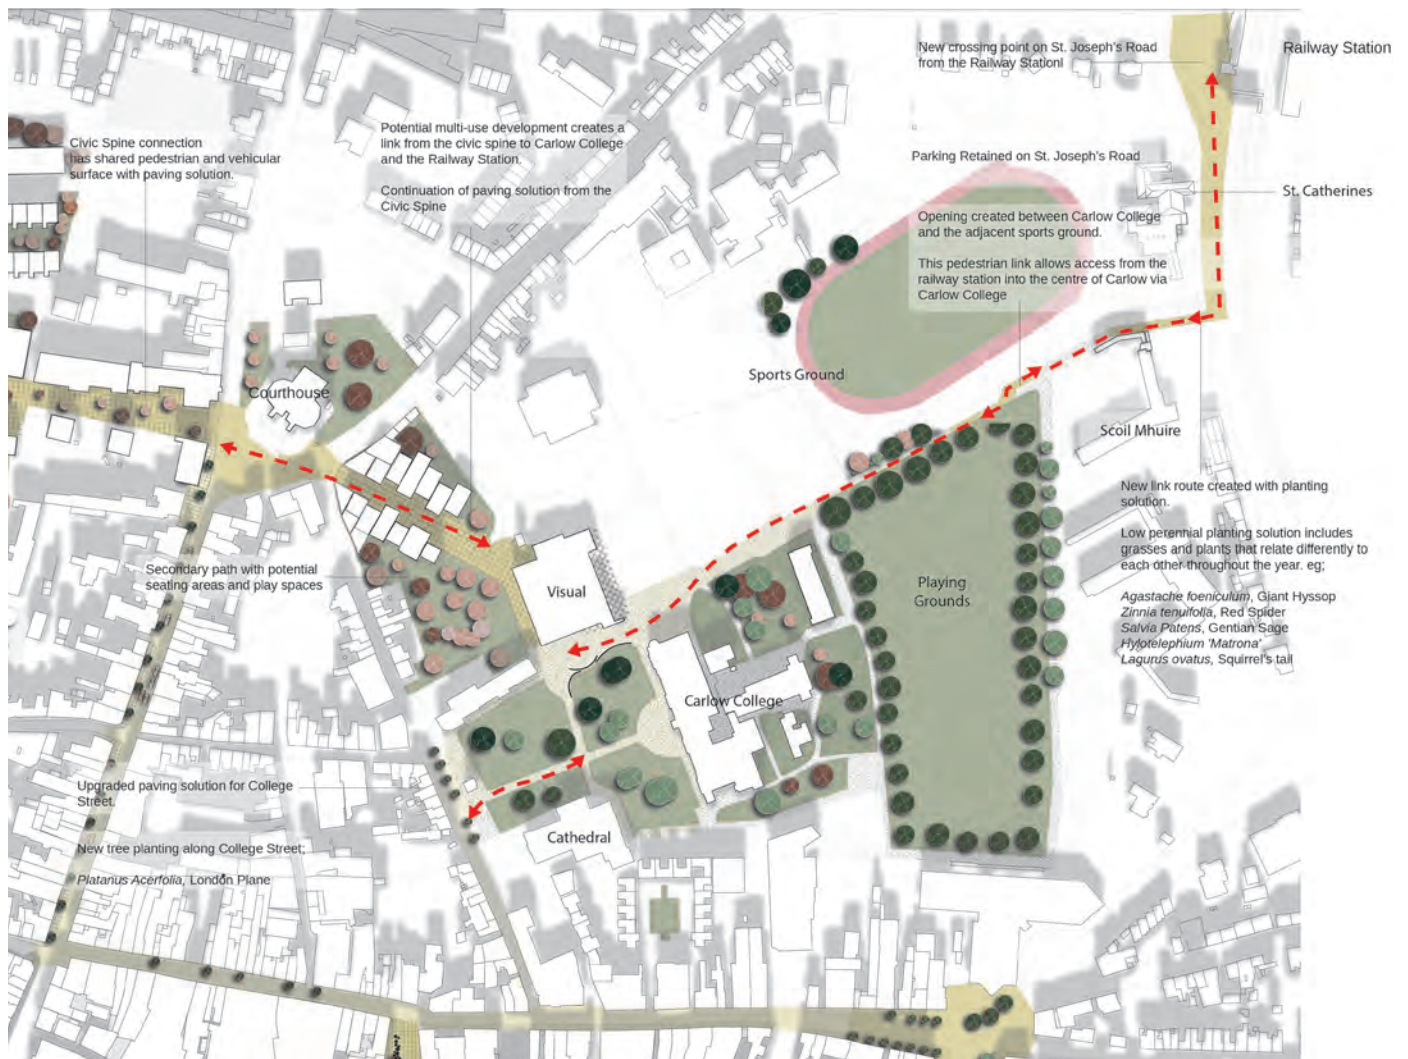 New crossing point on St. Joseph's Road
from the Railway Stationl
Railway Station
Civic Spine connection
has shared pedestrian and vehicular
surface with paving solution.
Potential multi-use development creates a
link from the civic spine to Carlow College
and the Railway Station.
Continuation of paving solution from the
Civic Spine
Parking Retained on St. Joseph's Road
St. Catherines
Opening created between Carlow College
and the adjacent sports ground.
This pedestrian link allows access from the
railway station into the centre of Carlow via
Carlow College
Sports Ground
Courthouse
Scoil Mhuire
New link route created with planting
solution.
Low perennial planting solution includes
grasses and plants that relate differently to
each other throughout the year. eg;
Agastache foeniculum, Gjant Hyssop
Zinnia tenuifolla, Red Spider
Salvia Patens, Gentian Sage
Hylotelephium 'Matrona'
Lagurus ovatus, Squirrel's tail
Secondary path with potential
seating areas and play spaces
Visual
Playing
Grounds
Carlow College
Upgraded paving solution for College
Street.
Cathedral
New tree planting along College Street;
Platanus Acerfolia, London Plane